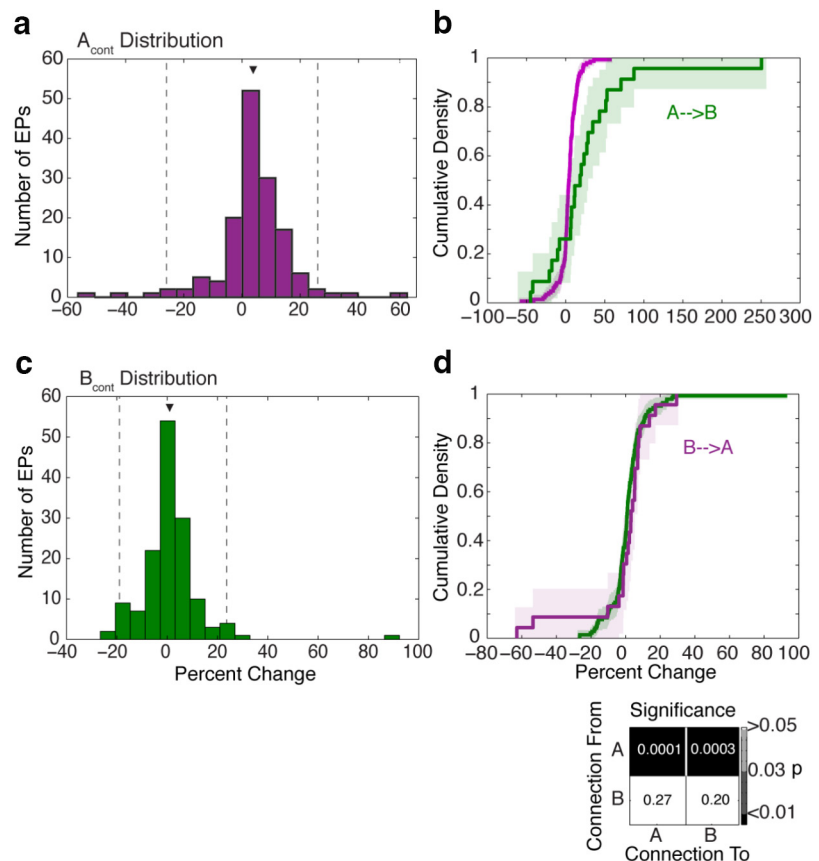 a
A_cont Distribution
Number of EPs
60
50
40
30
20
10
0
−60 −40 −20 0 20 40 60
b
Cumulative Density
1
0.8
0.6
0.4
0.2
0
A-->B
−100 −50 0 50 100 150 200 250 300
c
B_cont Distribution
Number of EPs
60
50
40
30
20
10
0
−40 −20 0 20 40 60 80 100
Percent Change
d
Cumulative Density
1
0.8
0.6
0.4
0.2
0
B-->A
−80 −60 −40 −20 0 20 40 60 80 100
Percent Change
Significance
Connection From
A 0.0001 0.0003
B 0.27 0.20
A B
Connection To
>0.05
0.03 p
<0.01